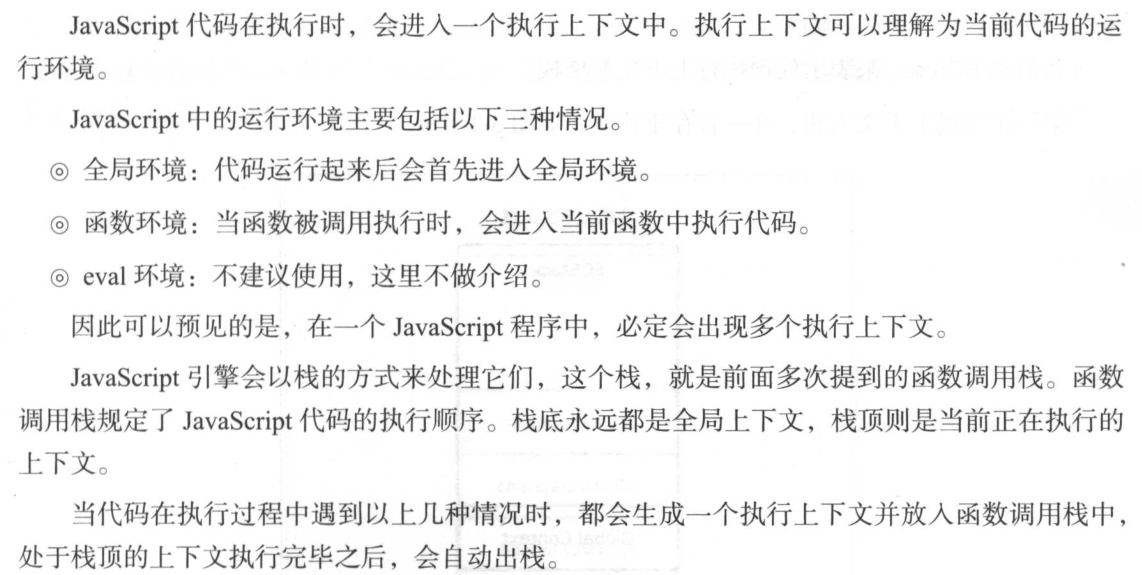 JavaScript 代码在执行时，会进入一个执行上下文中。执行上下文可以理解为当前代码的运
行环境。
JavaScript 中的运行环境主要包括以下三种情况。
◎ 全局环境：代码运行起来后会首先进入全局环境。
◎ 函数环境：当函数被调用执行时，会进入当前函数中执行代码。
◎ eval 环境：不建议使用，这里不做介绍。
因此可以预见的是，在一个 JavaScript 程序中，必定会出现多个执行上下文。
JavaScript 引擎会以栈的方式来处理它们，这个栈，就是前面多次提到的函数调用栈。函数
调用栈规定了 JavaScript 代码的执行顺序。栈底永远都是全局上下文，栈顶则是当前正在执行的
上下文。
当代码在执行过程中遇到以上几种情况时，都会生成一个执行上下文并放入函数调用栈中，
处于栈顶的上下文执行完毕之后，会自动出栈。